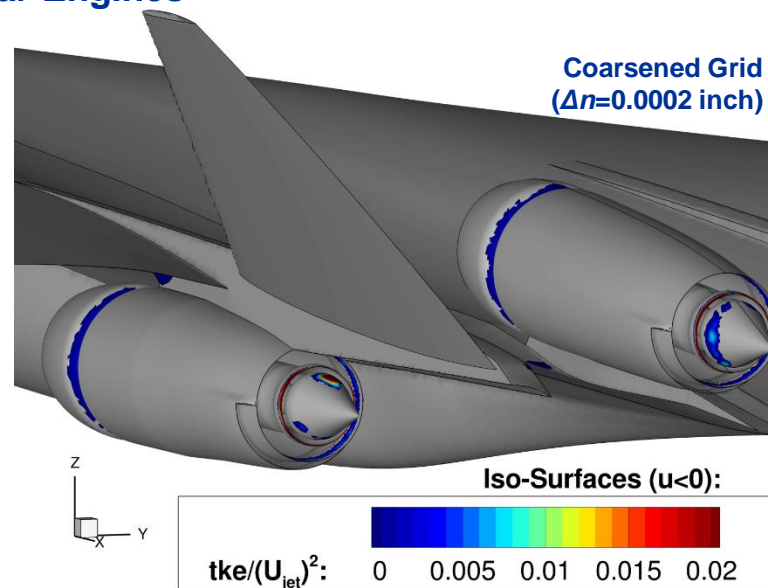 Engines
Coarsened Grid
(Δn=0.0002 inch)
Z
Y
X
Iso-Surfaces (u<0):
tke/(U_jet)²: 0 0.005 0.01 0.015 0.02